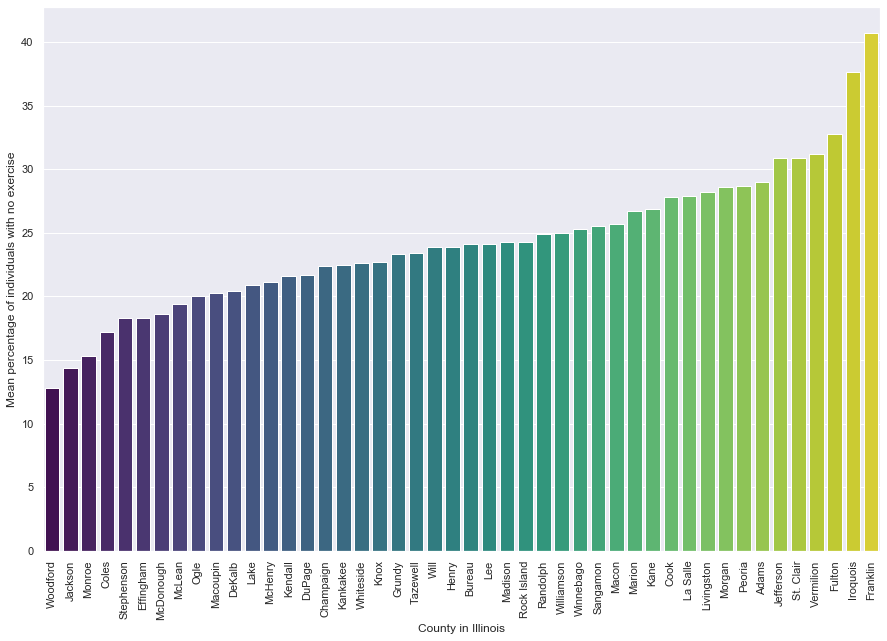 Mean percentage of individuals with no exercise
40
35
30
25
20
15
10
5
0
Woodford
Jackson
Monroe
Coles
Stephenson
Effingham
McDonough
McLean
Ogle
Macoupin
DeKalb
Lake
McHenry
Kendall
DuPage
Champaign
Kankakee
Whiteside
Knox
Grundy
Tazewell
Will
Henry
Bureau
Lee
Madison
Rock Island
Randolph
Williamson
Winnebago
Sangamon
Macon
Marion
Kane
Cook
La Salle
Livingston
Morgan
Peoria
Adams
Jefferson
St. Clair
Vermilion
Fulton
Iroquois
Franklin
County in Illinois